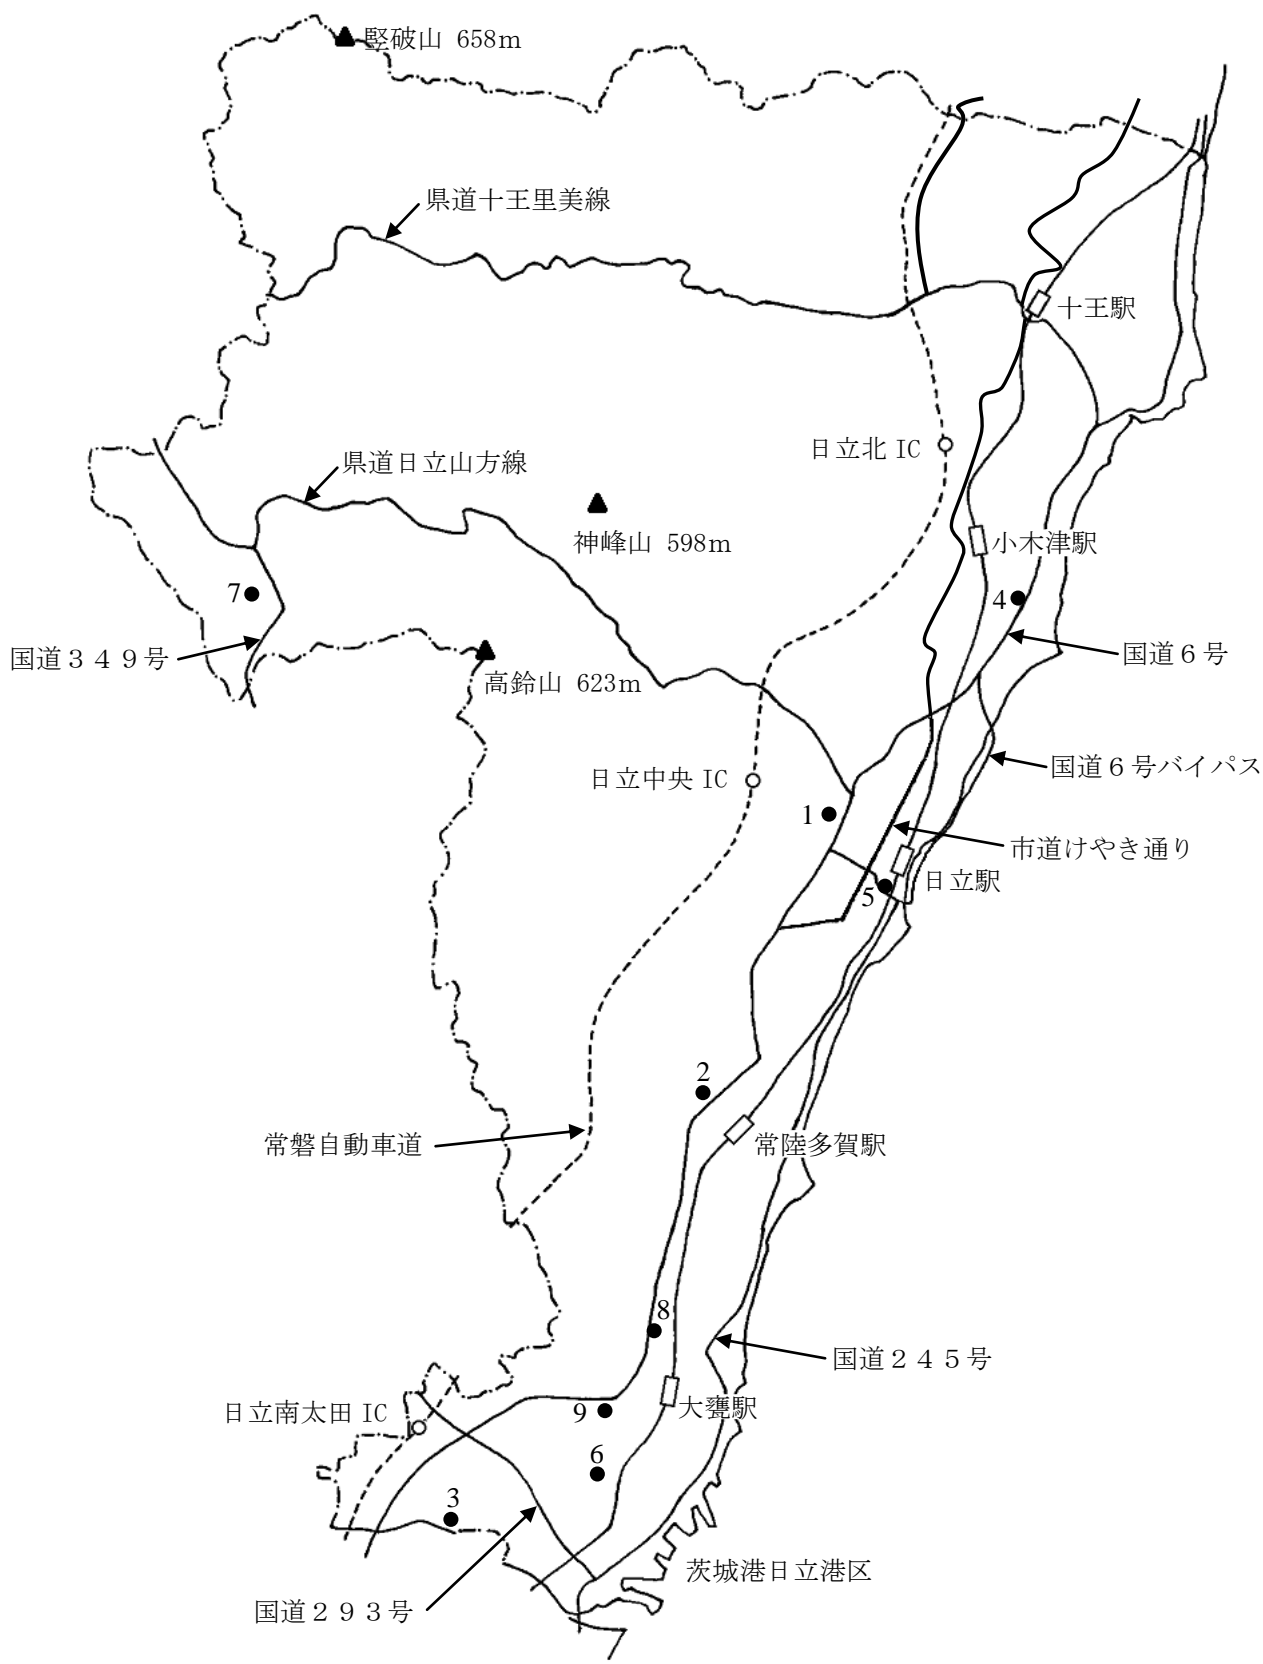 竪破山 658m
県道十王里美線
十王駅
日立北 IC
県道日立山方線
神峰山 598m
小木津駅
7
4
国道３４９号
国道６号
高鈴山 623m
国道６号バイパス
日立中央 IC
1
市道けやき通り
日立駅
5
2
常磐自動車道
常陸多賀駅
8
国道２４５号
大甕駅
日立南太田 IC
9
6
3
茨城港日立港区
国道２９３号